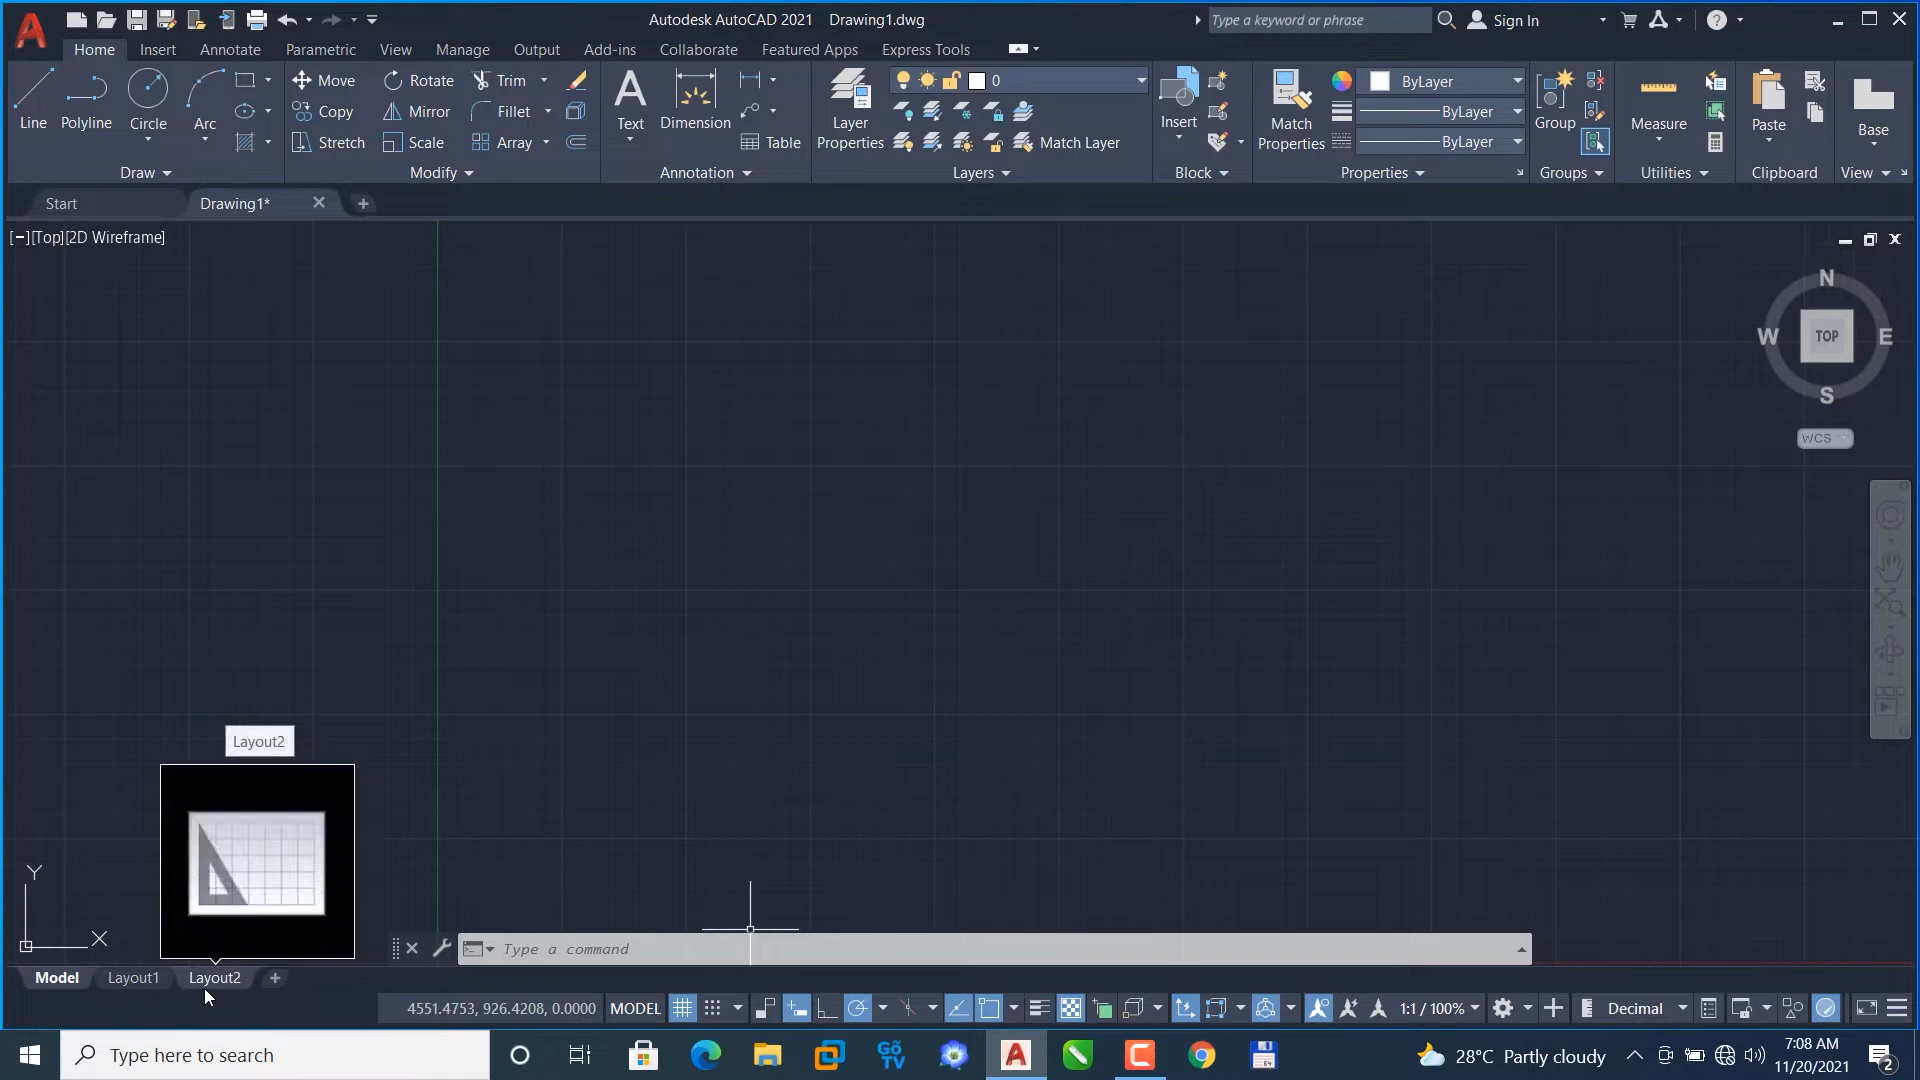 Autodesk AutoCAD 2021 Drawing1.dwg
Type a keyword or phrase
Sign In
Home Insert Annotate Parametric View Manage Output Add-ins Collaborate Featured Apps Express Tools
Line Polyline Circle Arc
Move Rotate Trim
Copy Mirror Fillet
Stretch Scale Array
Text Dimension Table
Layer Properties
0
Match Layer
Insert
Match Properties
ByLayer
ByLayer
ByLayer
Group
Measure
Paste
Base
Draw Modify Annotation Layers Block Properties Groups Utilities Clipboard View
Start Drawing1*
[−][Top][2D Wireframe]
N
W TOP E
S
WCS
Layout2
Y
X
Type a command
Model Layout1 Layout2
4551.4753, 926.4208, 0.0000 MODEL 1:1 / 100% Decimal
Type here to search
GõTV
64
28°C Partly cloudy
7:08 AM
11/20/2021
2